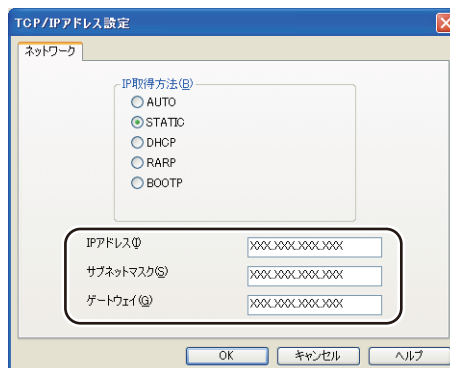 TCP/IPアドレス設定
ネットワーク
IP取得方法(B)
AUTO
STATIC
DHCP
RARP
BOOTP
IPアドレス(I)
XXX.XXX.XXX.XXX
サブネットマスク(S)
XXX.XXX.XXX.XXX
ゲートウェイ(G)
XXX.XXX.XXX.XXX
OK
キャンセル
ヘルプ